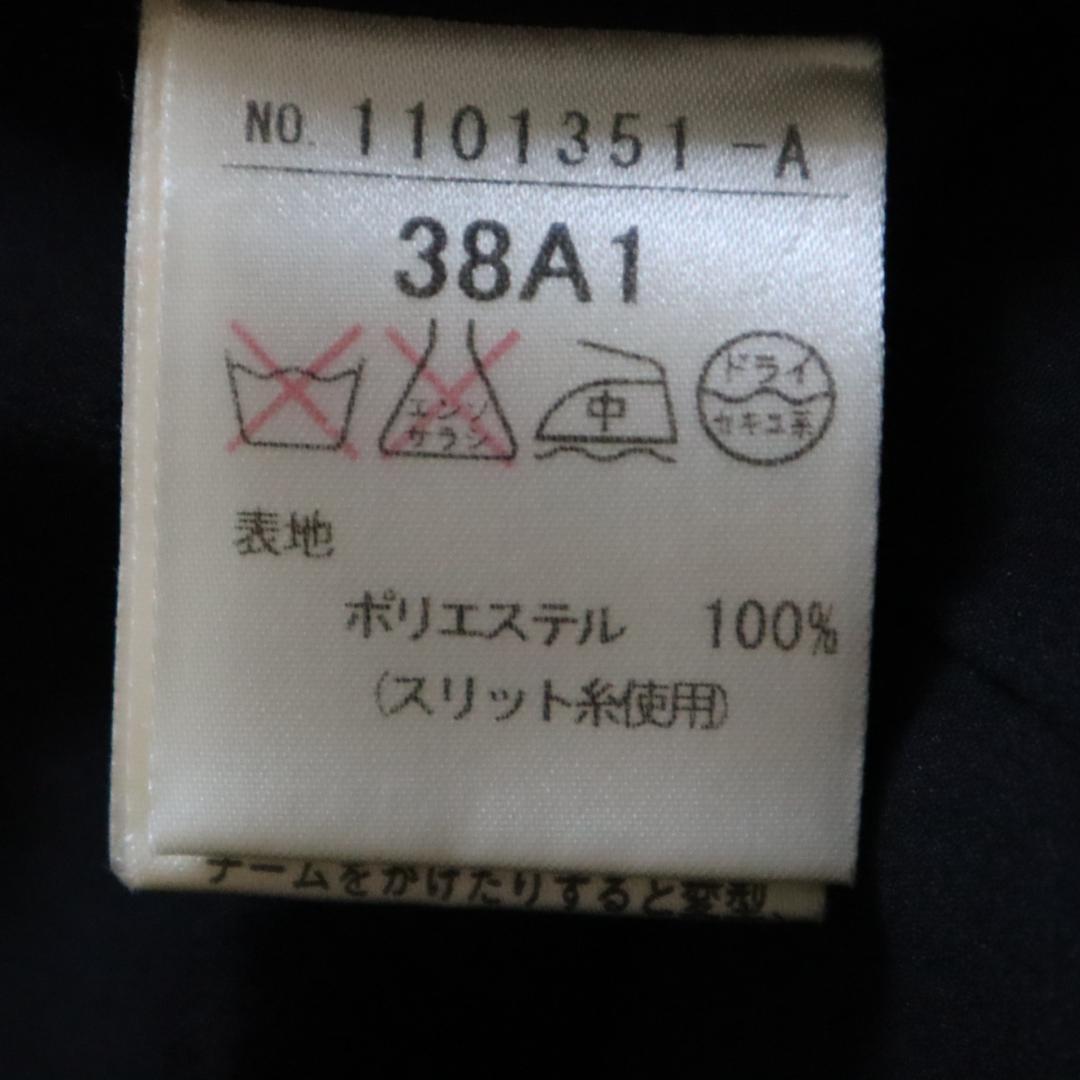 NO. 1101351-A
38A1
エンソ
サラシ
中
ドライ
セキユ系
表地
ポリエステル 100%
(スリット糸使用)
チームをかけたりすると変型、